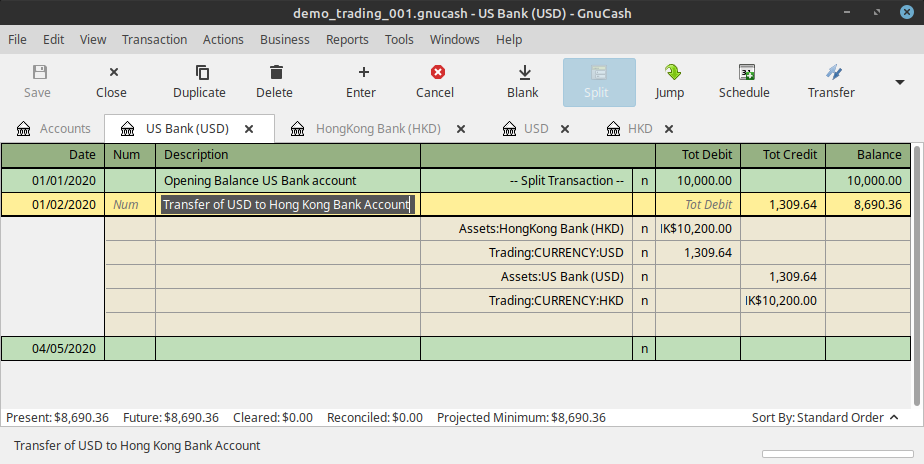 demo_trading_001.gnucash - US Bank (USD) - GnuCash
File Edit View Transaction Actions Business Reports Tools Windows Help
Save Close Duplicate Delete Enter Cancel Blank Split Jump Schedule Transfer
Accounts US Bank (USD) HongKong Bank (HKD) USD HKD
Date Num Description Tot Debit Tot Credit Balance
01/01/2020 Opening Balance US Bank account -- Split Transaction -- n 10,000.00 10,000.00
01/02/2020 Num Transfer of USD to Hong Kong Bank Account Tot Debit 1,309.64 8,690.36
Assets:HongKong Bank (HKD) n HK$10,200.00
Trading:CURRENCY:USD n 1,309.64
Assets:US Bank (USD) n 1,309.64
Trading:CURRENCY:HKD n HK$10,200.00
04/05/2020 n
Present: $8,690.36 Future: $8,690.36 Cleared: $0.00 Reconciled: $0.00 Projected Minimum: $8,690.36 Sort By: Standard Order
Transfer of USD to Hong Kong Bank Account